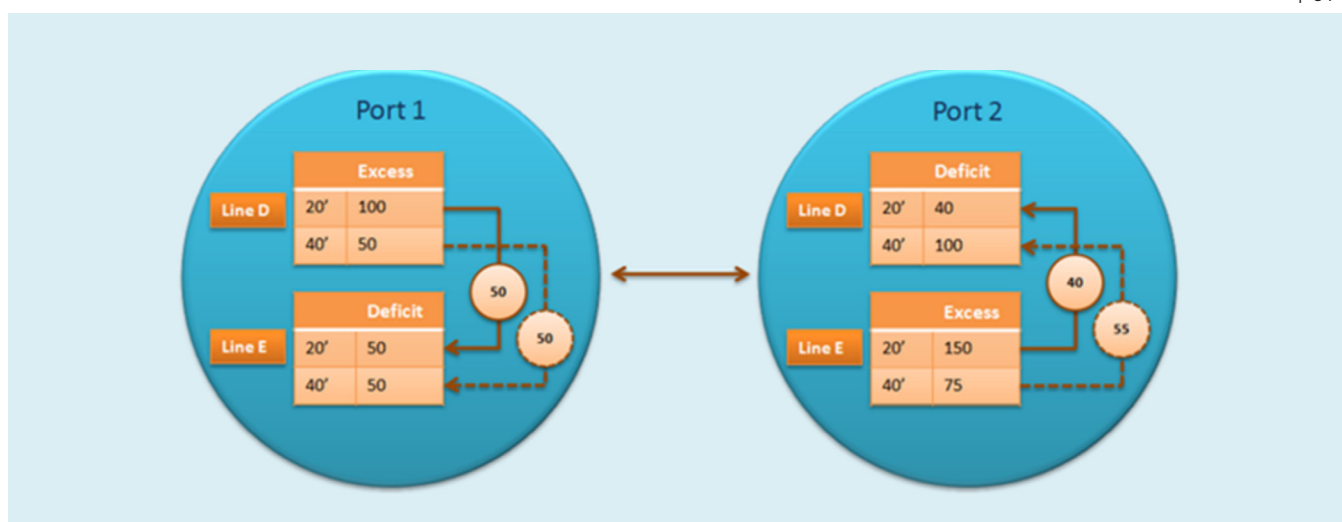 Port 1
Excess
Line D
20' 100
40' 50
50
50
Deficit
Line E
20' 50
40' 50
Port 2
Deficit
Line D
20' 40
40' 100
40
55
Excess
Line E
20' 150
40' 75